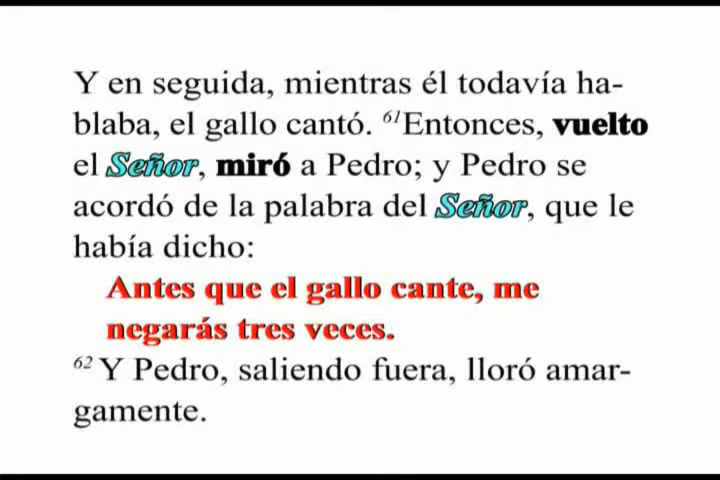 Y en seguida, mientras él todavía ha-
blaba, el gallo cantó. 61Entonces, vuelto
el Señor, miró a Pedro; y Pedro se
acordó de la palabra del Señor, que le
había dicho:
Antes que el gallo cante, me
negarás tres veces.
62 Y Pedro, saliendo fuera, lloró amar-
gamente.